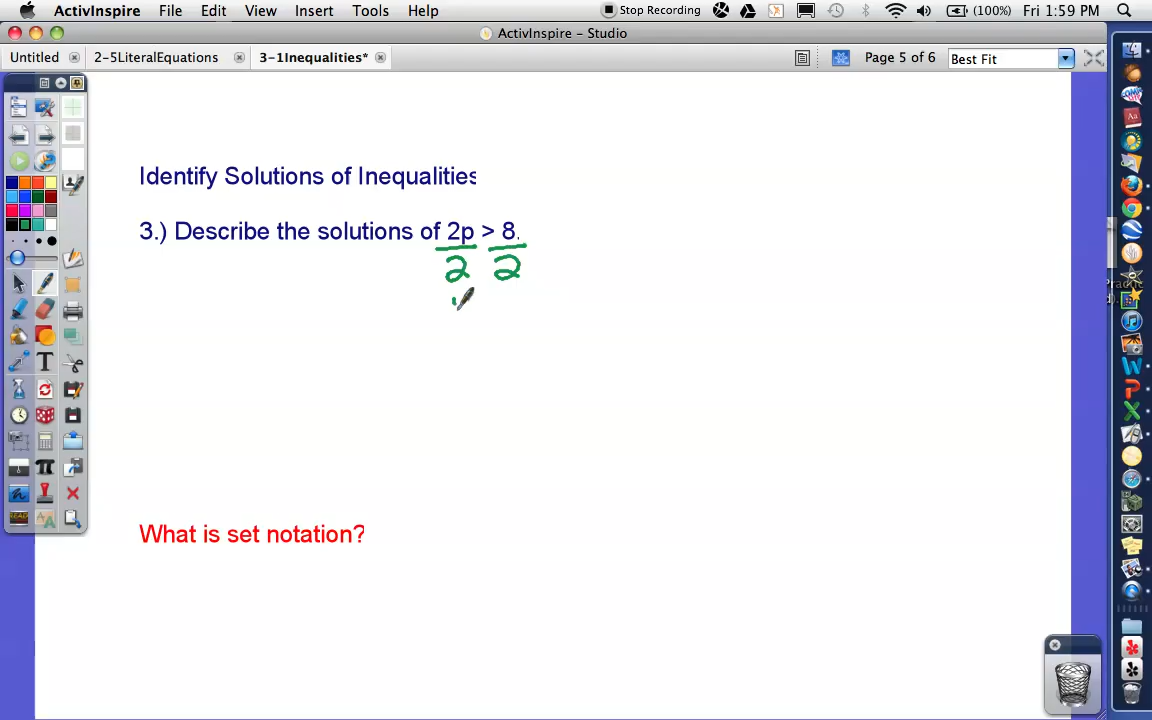 ActivInspire File Edit View Insert Tools Help Stop Recording (100%) Fri 1:59 PM
ActivInspire – Studio
Untitled 2-5LiteralEquations 3-1Inequalities* Page 5 of 6 Best Fit
Identify Solutions of Inequalities
3.) Describe the solutions of 2p > 8.
2 2
What is set notation?